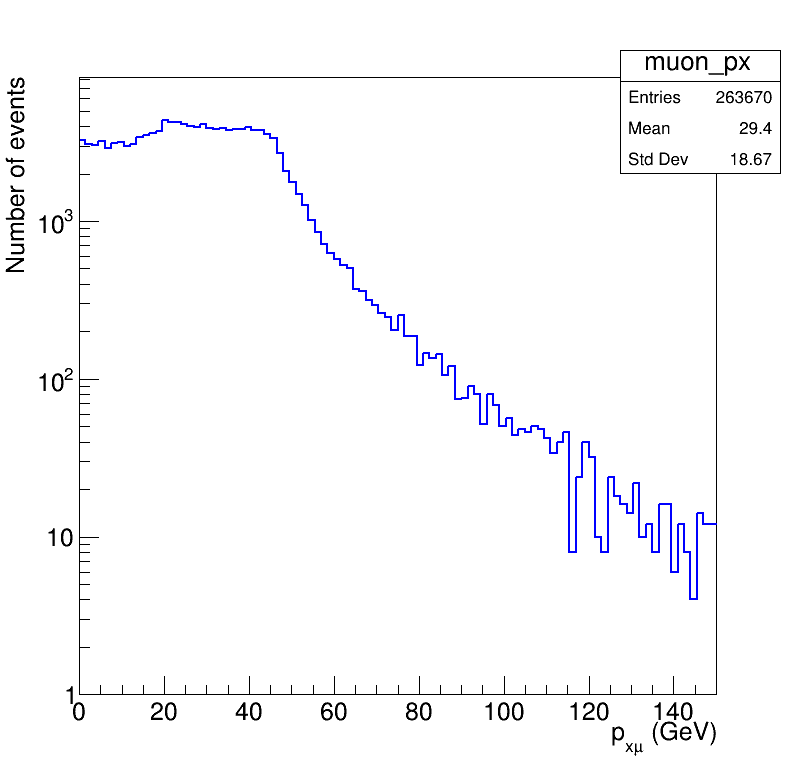 muon_px
Entries 263670
Mean 29.4
Std Dev 18.67
Number of events
10³
10²
10
1
0 20 40 60 80 100 120 140
pxμ (GeV)